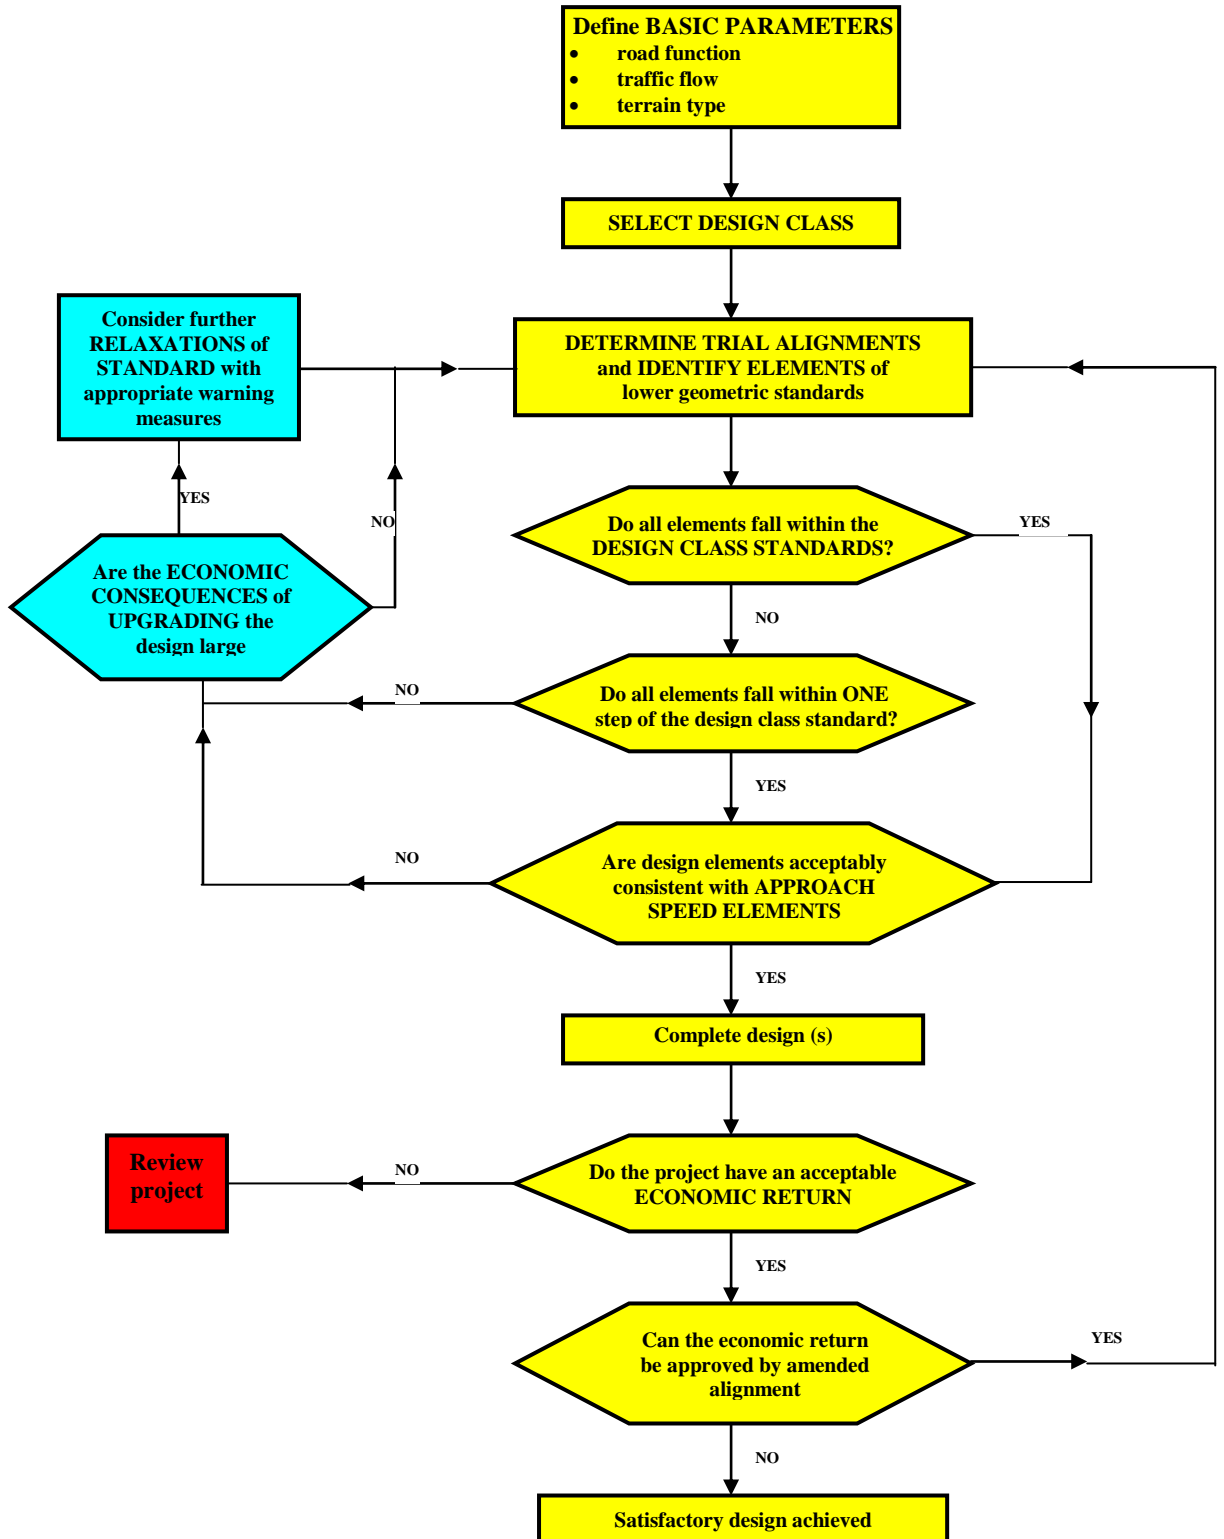 Define BASIC PARAMETERS
• road function
• traffic flow
• terrain type
SELECT DESIGN CLASS
Consider further
RELAXATIONS of
STANDARD with
appropriate warning
measures
DETERMINE TRIAL ALIGNMENTS
and IDENTIFY ELEMENTS of
lower geometric standards
YES
NO
Do all elements fall within the
DESIGN CLASS STANDARDS?
YES
Are the ECONOMIC
CONSEQUENCES of
UPGRADING the
design large
NO
Do all elements fall within ONE
step of the design class standard?
NO
YES
Are design elements acceptably
consistent with APPROACH
SPEED ELEMENTS
NO
YES
Complete design (s)
Review
project
NO
Do the project have an acceptable
ECONOMIC RETURN
YES
Can the economic return
be approved by amended
alignment
YES
NO
Satisfactory design achieved